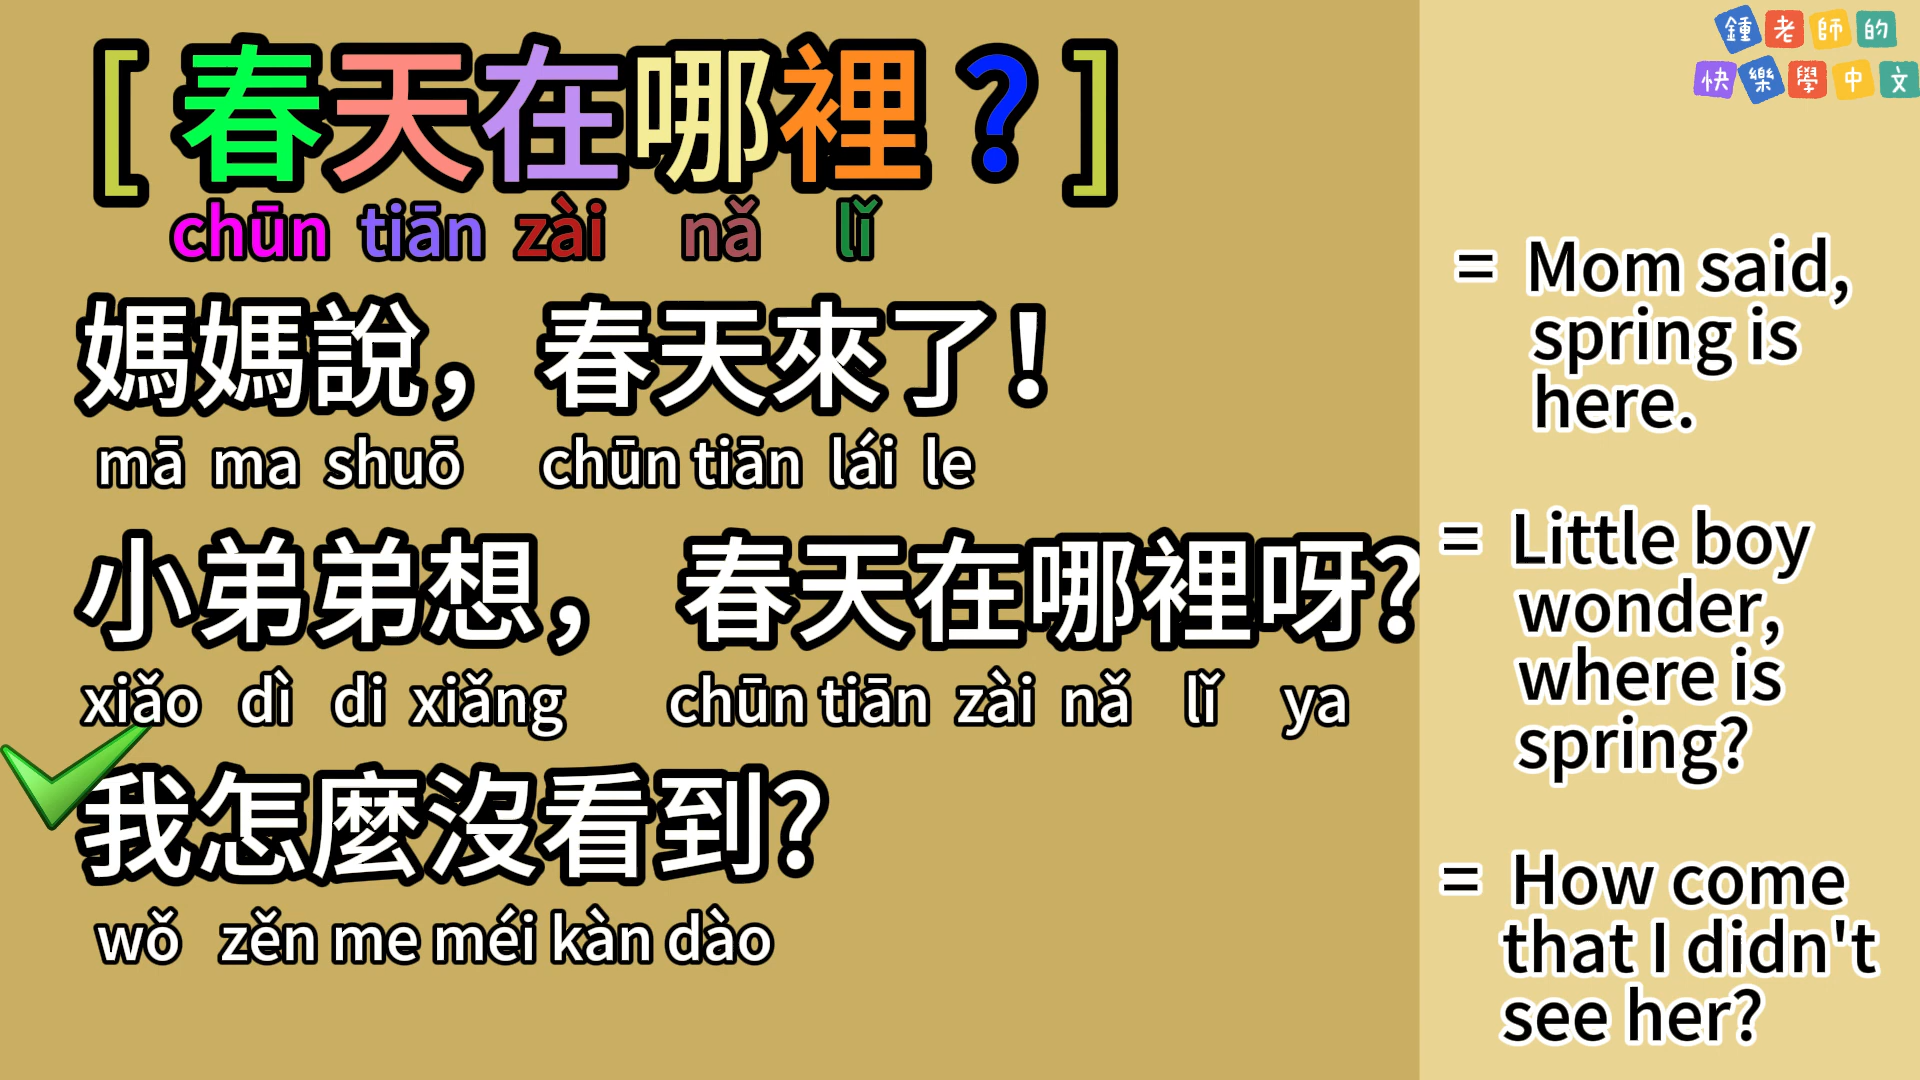 [春天在哪裡?]
chūn tiān zài nǎ lǐ
媽媽說，春天來了！
mā ma shuō chūn tiān lái le
小弟弟想，春天在哪裡呀?
xiǎo dì di xiǎng chūn tiān zài nǎ lǐ ya
我怎麼沒看到?
wǒ zěn me méi kàn dào
鍾老師的
快樂學中文
= Mom said,
spring is
here.
= Little boy
wonder,
where is
spring?
= How come
that I didn't
see her?